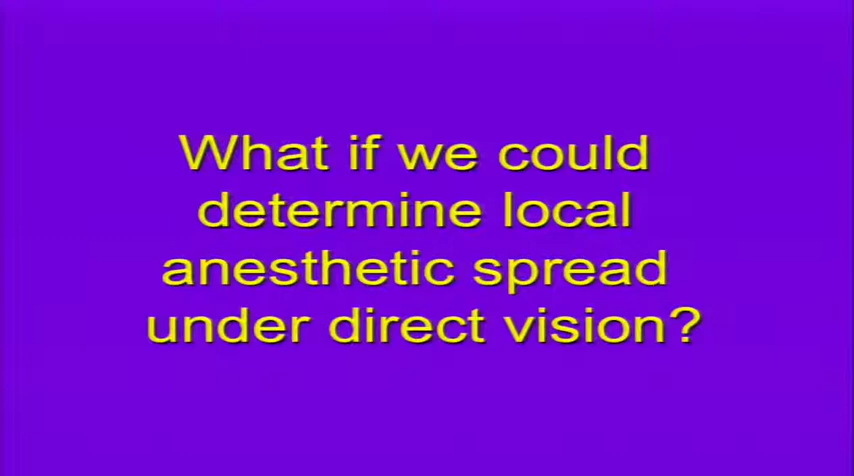 What if we could
determine local
anesthetic spread
under direct vision?